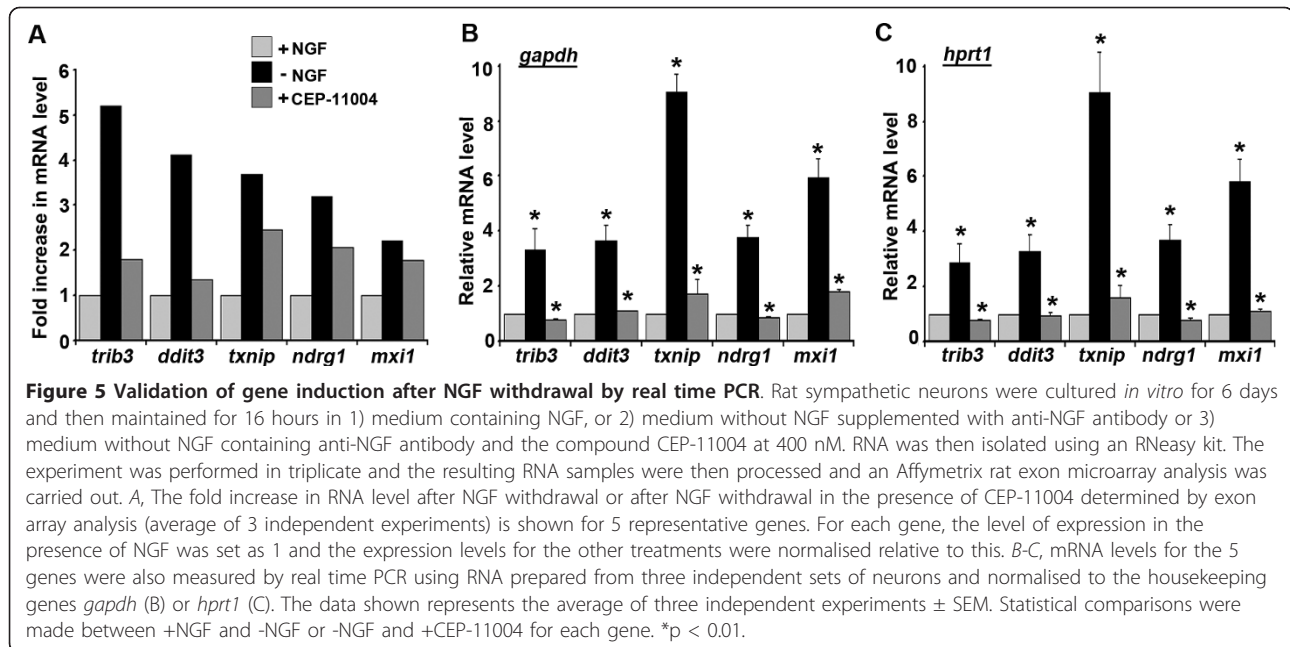 A
+NGF
- NGF
+CEP-11004
Fold increase in mRNA level
6
5
4
3
2
1
0
trib3 ddit3 txnip ndrg1 mxi1
B
gapdh
Relative mRNA level
10
8
6
4
2
0
* * * * * * * * * *
trib3 ddit3 txnip ndrg1 mxi1
C
hprt1
Relative mRNA level
10
8
6
4
2
0
* * * * * * * * * *
trib3 ddit3 txnip ndrg1 mxi1
Figure 5 Validation of gene induction after NGF withdrawal by real time PCR. Rat sympathetic neurons were cultured in vitro for 6 days
and then maintained for 16 hours in 1) medium containing NGF, or 2) medium without NGF supplemented with anti-NGF antibody or 3)
medium without NGF containing anti-NGF antibody and the compound CEP-11004 at 400 nM. RNA was then isolated using an RNeasy kit. The
experiment was performed in triplicate and the resulting RNA samples were then processed and an Affymetrix rat exon microarray analysis was
carried out. A, The fold increase in RNA level after NGF withdrawal or after NGF withdrawal in the presence of CEP-11004 determined by exon
array analysis (average of 3 independent experiments) is shown for 5 representative genes. For each gene, the level of expression in the
presence of NGF was set as 1 and the expression levels for the other treatments were normalised relative to this. B-C, mRNA levels for the 5
genes were also measured by real time PCR using RNA prepared from three independent sets of neurons and normalised to the housekeeping
genes gapdh (B) or hprt1 (C). The data shown represents the average of three independent experiments ± SEM. Statistical comparisons were
made between +NGF and -NGF or -NGF and +CEP-11004 for each gene. *p < 0.01.